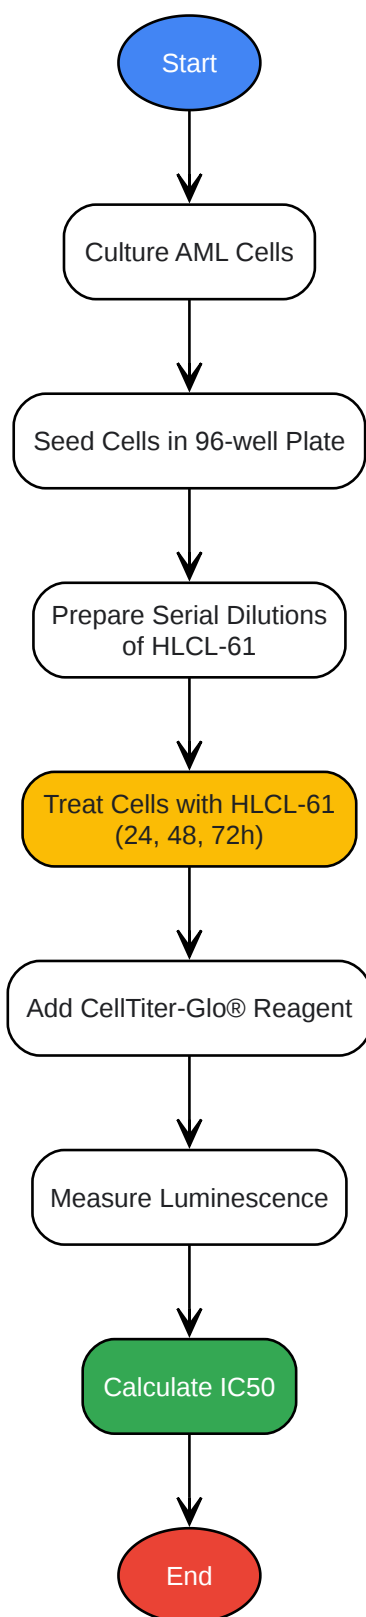 Start
Culture AML Cells
Seed Cells in 96-well Plate
Prepare Serial Dilutions
of HLCL-61
Treat Cells with HLCL-61
(24, 48, 72h)
Add CellTiter-Glo® Reagent
Measure Luminescence
Calculate IC50
End